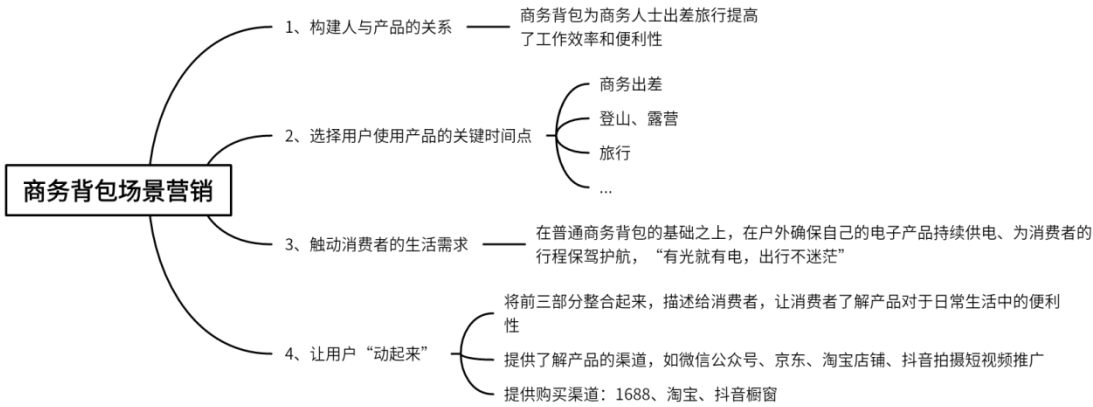 商务背包场景营销
1、构建人与产品的关系
商务背包为商务人士出差旅行提高
了工作效率和便利性
2、选择用户使用产品的关键时间点
商务出差
登山、露营
旅行
...
3、触动消费者的生活需求
在普通商务背包的基础之上，在户外确保自己的电子产品持续供电、为消费者的
行程保驾护航，“有光就有电，出行不迷茫”
4、让用户“动起来”
将前三部分整合起来，描述给消费者，让消费者了解产品对于日常生活中的便利
性
提供了解产品的渠道，如微信公众号、京东、淘宝店铺、抖音拍摄短视频推广
提供购买渠道：1688、淘宝、抖音橱窗